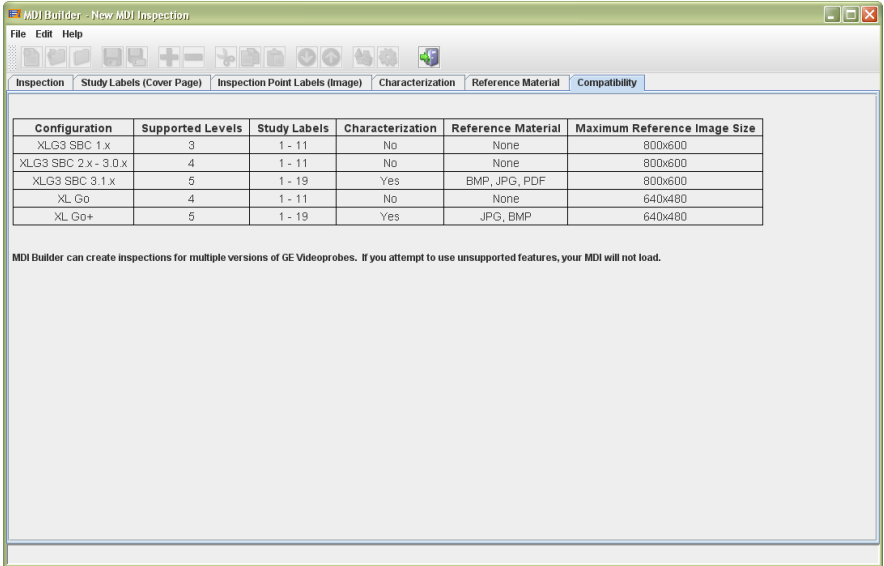 MDI Builder - New MDI Inspection
File Edit Help
Inspection Study Labels (Cover Page) Inspection Point Labels (Image) Characterization Reference Material Compatibility
Configuration Supported Levels Study Labels Characterization Reference Material Maximum Reference Image Size
XLG3 SBC 1.x 3 1 - 11 No None 800x600
XLG3 SBC 2.x - 3.0.x 4 1 - 11 No None 800x600
XLG3 SBC 3.1.x 5 1 - 19 Yes BMP, JPG, PDF 800x600
XL Go 4 1 - 11 No None 640x480
XL Go+ 5 1 - 19 Yes JPG, BMP 640x480
MDI Builder can create inspections for multiple versions of GE Videoprobes. If you attempt to use unsupported features, your MDI will not load.